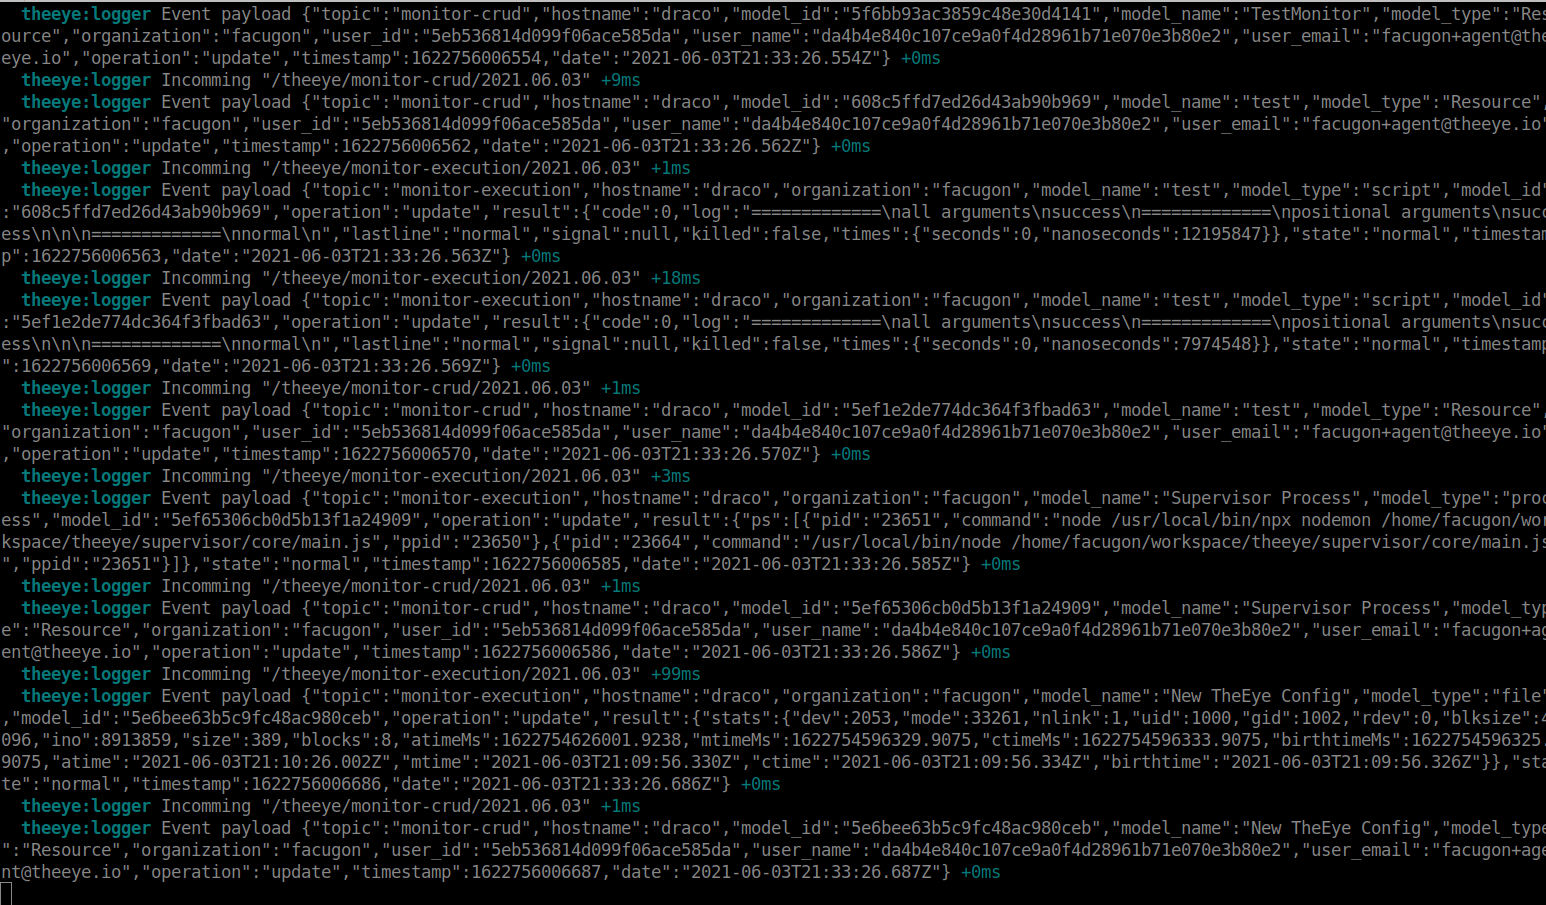 theeye:logger Event payload {"topic":"monitor-crud","hostname":"draco","model_id":"5f6bb93ac3859c48e30d4141","model_name":"TestMonitor","model_type":"Res
ource","organization":"facugon","user_id":"5eb536814d099f06ace585da","user_name":"da4b4e840c107ce9a0f4d28961b71e070e3b80e2","user_email":"facugon+agent@the
eye.io","operation":"update","timestamp":1622756006554,"date":"2021-06-03T21:33:26.554Z"} +0ms
theeye:logger Incomming "/theeye/monitor-crud/2021.06.03" +9ms
theeye:logger Event payload {"topic":"monitor-crud","hostname":"draco","model_id":"608c5ffd7ed26d43ab90b969","model_name":"test","model_type":"Resource",
"organization":"facugon","user_id":"5eb536814d099f06ace585da","user_name":"da4b4e840c107ce9a0f4d28961b71e070e3b80e2","user_email":"facugon+agent@theeye.io"
,"operation":"update","timestamp":1622756006562,"date":"2021-06-03T21:33:26.562Z"} +0ms
theeye:logger Incomming "/theeye/monitor-execution/2021.06.03" +1ms
theeye:logger Event payload {"topic":"monitor-execution","hostname":"draco","organization":"facugon","model_name":"test","model_type":"script","model_id"
:"608c5ffd7ed26d43ab90b969","operation":"update","result":{"code":0,"log":"=============\nall arguments\nsuccess\n=============\npositional arguments\nsucc
ess\n\n\n=============\nnormal\n","lastline":"normal","signal":null,"killed":false,"times":{"seconds":0,"nanoseconds":12195847}},"state":"normal","timestam
p":1622756006563,"date":"2021-06-03T21:33:26.563Z"} +0ms
theeye:logger Incomming "/theeye/monitor-execution/2021.06.03" +18ms
theeye:logger Event payload {"topic":"monitor-execution","hostname":"draco","organization":"facugon","model_name":"test","model_type":"script","model_id"
:"5ef1e2de774dc364f3fbad63","operation":"update","result":{"code":0,"log":"=============\nall arguments\nsuccess\n=============\npositional arguments\nsucc
ess\n\n\n=============\nnormal\n","lastline":"normal","signal":null,"killed":false,"times":{"seconds":0,"nanoseconds":7974548}},"state":"normal","timestamp
":1622756006569,"date":"2021-06-03T21:33:26.569Z"} +0ms
theeye:logger Incomming "/theeye/monitor-crud/2021.06.03" +1ms
theeye:logger Event payload {"topic":"monitor-crud","hostname":"draco","model_id":"5ef1e2de774dc364f3fbad63","model_name":"test","model_type":"Resource",
"organization":"facugon","user_id":"5eb536814d099f06ace585da","user_name":"da4b4e840c107ce9a0f4d28961b71e070e3b80e2","user_email":"facugon+agent@theeye.io"
,"operation":"update","timestamp":1622756006570,"date":"2021-06-03T21:33:26.570Z"} +0ms
theeye:logger Incomming "/theeye/monitor-execution/2021.06.03" +3ms
theeye:logger Event payload {"topic":"monitor-execution","hostname":"draco","organization":"facugon","model_name":"Supervisor Process","model_type":"proc
ess","model_id":"5ef65306cb0d5b13f1a24909","operation":"update","result":{"ps":[{"pid":"23651","command":"node /usr/local/bin/npx nodemon /home/facugon/wor
kspace/theeye/supervisor/core/main.js","ppid":"23650"},{"pid":"23664","command":"/usr/local/bin/node /home/facugon/workspace/theeye/supervisor/core/main.js
","ppid":"23651"}]},"state":"normal","timestamp":1622756006585,"date":"2021-06-03T21:33:26.585Z"} +0ms
theeye:logger Incomming "/theeye/monitor-crud/2021.06.03" +1ms
theeye:logger Event payload {"topic":"monitor-crud","hostname":"draco","model_id":"5ef65306cb0d5b13f1a24909","model_name":"Supervisor Process","model_typ
e":"Resource","organization":"facugon","user_id":"5eb536814d099f06ace585da","user_name":"da4b4e840c107ce9a0f4d28961b71e070e3b80e2","user_email":"facugon+ag
ent@theeye.io","operation":"update","timestamp":1622756006586,"date":"2021-06-03T21:33:26.586Z"} +0ms
theeye:logger Incomming "/theeye/monitor-execution/2021.06.03" +99ms
theeye:logger Event payload {"topic":"monitor-execution","hostname":"draco","organization":"facugon","model_name":"New TheEye Config","model_type":"file"
,"model_id":"5e6bee63b5c9fc48ac980ceb","operation":"update","result":{"stats":{"dev":2053,"mode":33261,"nlink":1,"uid":1000,"gid":1002,"rdev":0,"blksize":4
096,"ino":8913859,"size":389,"blocks":8,"atimeMs":1622754626001.9238,"mtimeMs":1622754596329.9075,"ctimeMs":1622754596333.9075,"birthtimeMs":1622754596325.
9075,"atime":"2021-06-03T21:10:26.002Z","mtime":"2021-06-03T21:09:56.330Z","ctime":"2021-06-03T21:09:56.334Z","birthtime":"2021-06-03T21:09:56.326Z"}},"sta
te":"normal","timestamp":1622756006686,"date":"2021-06-03T21:33:26.686Z"} +0ms
theeye:logger Incomming "/theeye/monitor-crud/2021.06.03" +1ms
theeye:logger Event payload {"topic":"monitor-crud","hostname":"draco","model_id":"5e6bee63b5c9fc48ac980ceb","model_name":"New TheEye Config","model_type
":"Resource","organization":"facugon","user_id":"5eb536814d099f06ace585da","user_name":"da4b4e840c107ce9a0f4d28961b71e070e3b80e2","user_email":"facugon+age
nt@theeye.io","operation":"update","timestamp":1622756006687,"date":"2021-06-03T21:33:26.687Z"} +0ms